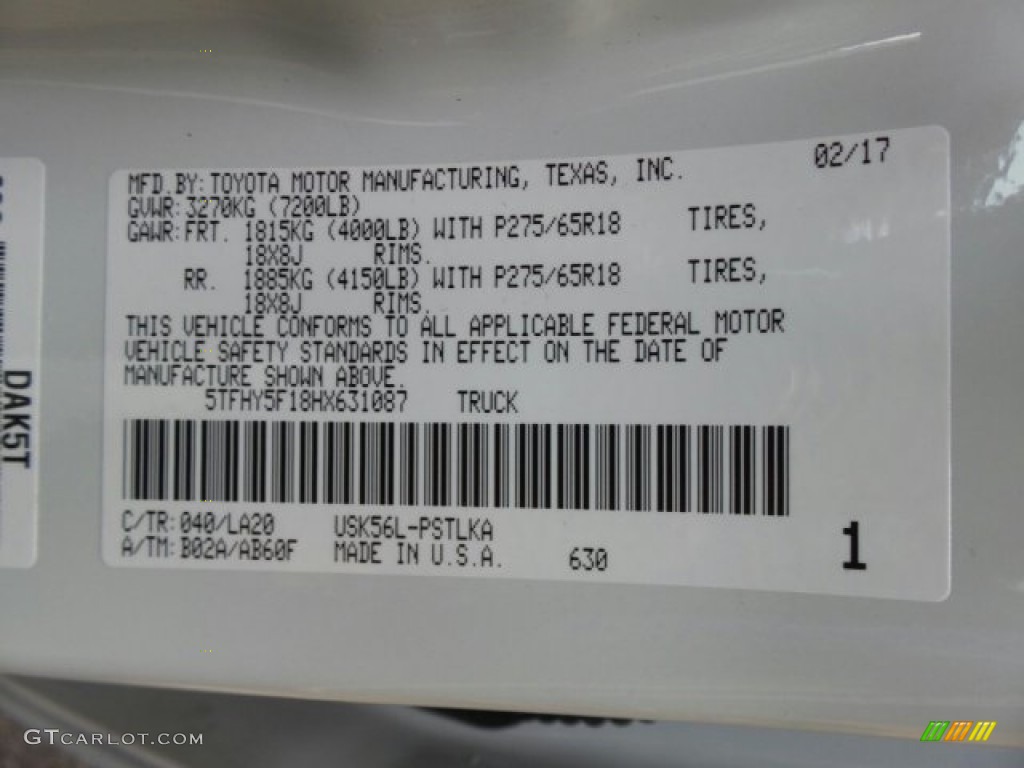 02/17
MFD.BY:TOYOTA MOTOR MANUFACTURING, TEXAS, INC.
GVWR:3270KG (7200LB)
GAWR:FRT. 1815KG (4000LB) WITH P275/65R18 TIRES,
18X8J RIMS.
RR. 1885KG (4150LB) WITH P275/65R18 TIRES,
18X8J RIMS.
THIS VEHICLE CONFORMS TO ALL APPLICABLE FEDERAL MOTOR
VEHICLE SAFETY STANDARDS IN EFFECT ON THE DATE OF
MANUFACTURE SHOWN ABOVE.
5TFHY5F18HX631087 TRUCK
C/TR:040/LA20 USK56L-PSTLKA
A/TM:B02A/AB60F MADE IN U.S.A. 630
1
DAK5T
GTCARLOT.COM